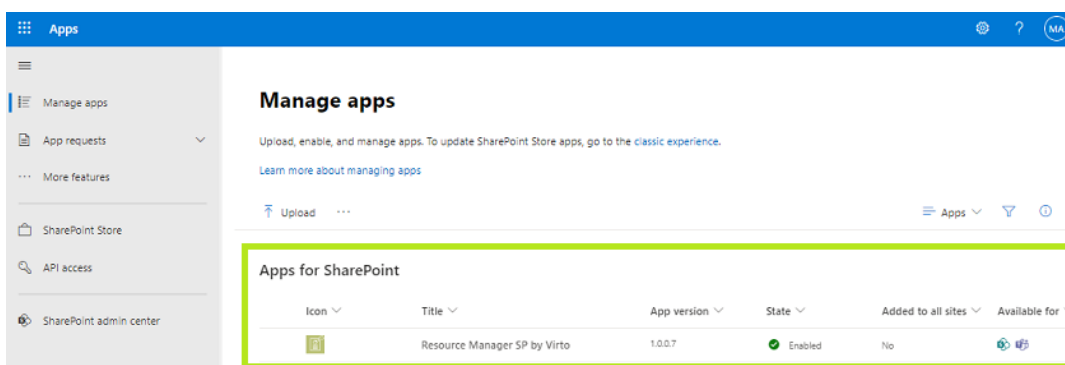 Apps
?
MA
Manage apps
App requests
More features
SharePoint Store
API access
SharePoint admin center
Manage apps
Upload, enable, and manage apps. To update SharePoint Store apps, go to the classic experience.
Learn more about managing apps
Upload ···
Apps
Apps for SharePoint
Icon Title App version State Added to all sites Available for
Resource Manager SP by Virto 1.0.0.7 Enabled No